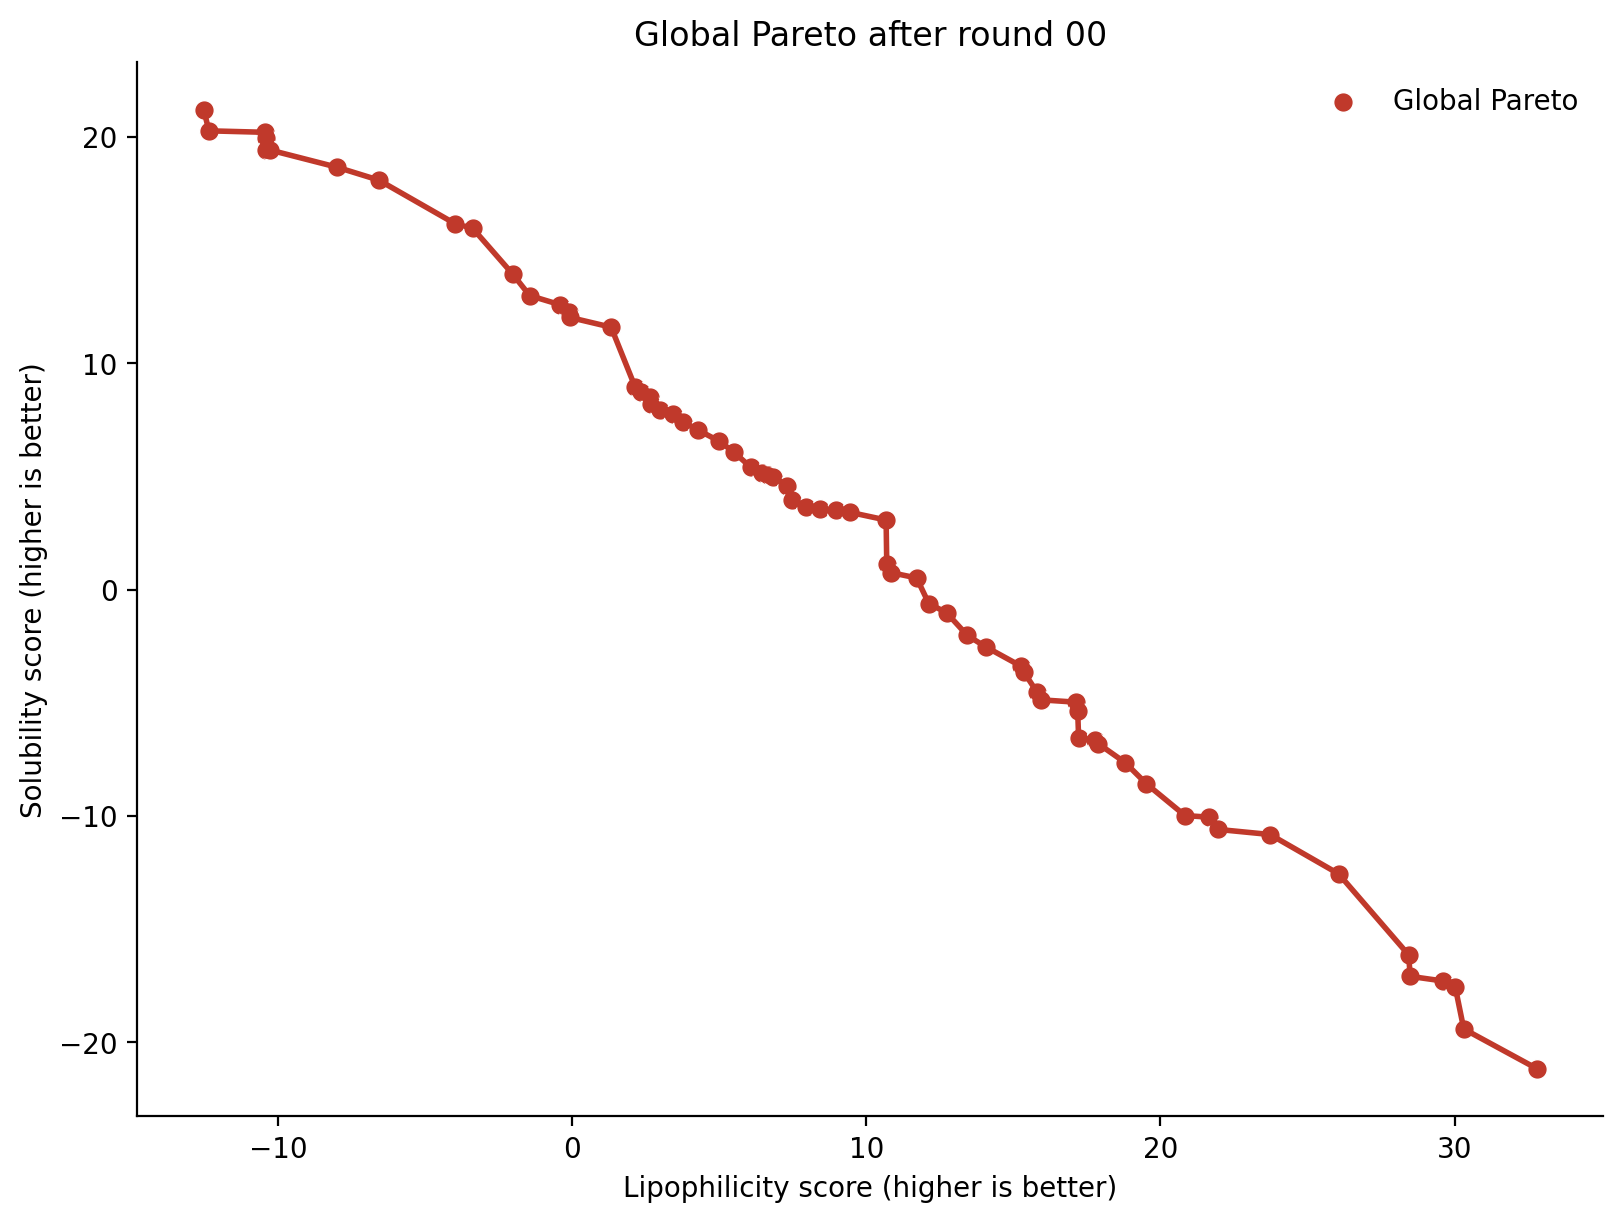 Global Pareto after round 00
Global Pareto
Solubility score (higher is better)
20
10
0
−10
−20
−10
0
10
20
30
Lipophilicity score (higher is better)